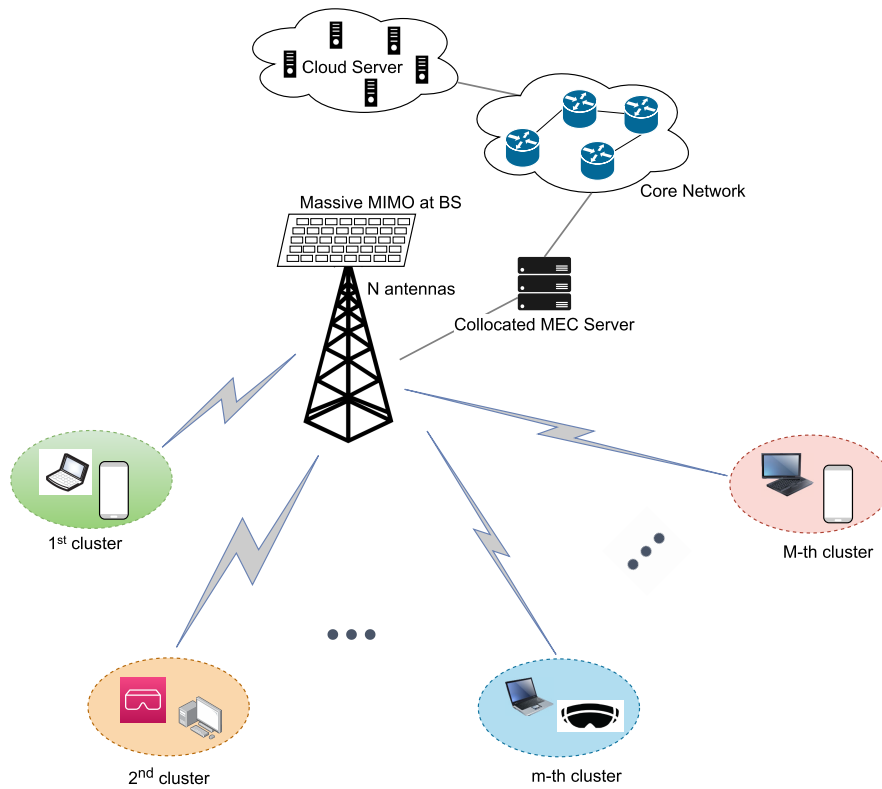 Cloud Server
Core Network
Massive MIMO at BS
N antennas
Collocated MEC Server
1st cluster
M-th cluster
2nd cluster
m-th cluster